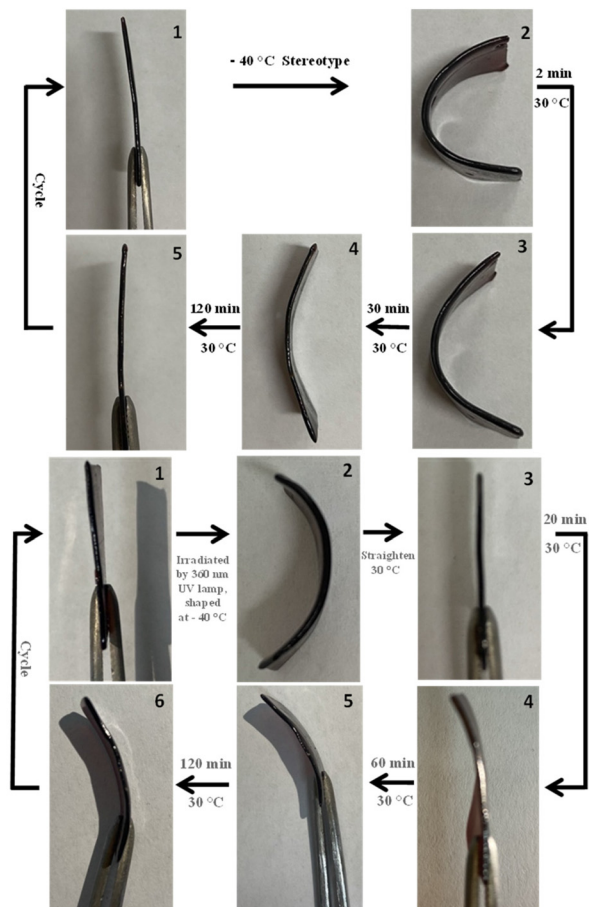 1
- 40 °C Stereotype
2
2 min
30 °C
Cycle
5
120 min
30 °C
4
30 min
30 °C
3
1
Irradiated
by 360 nm
UV lamp,
shaped
at - 40 °C
2
Straighten
30 °C
3
20 min
30 °C
Cycle
6
120 min
30 °C
5
60 min
30 °C
4